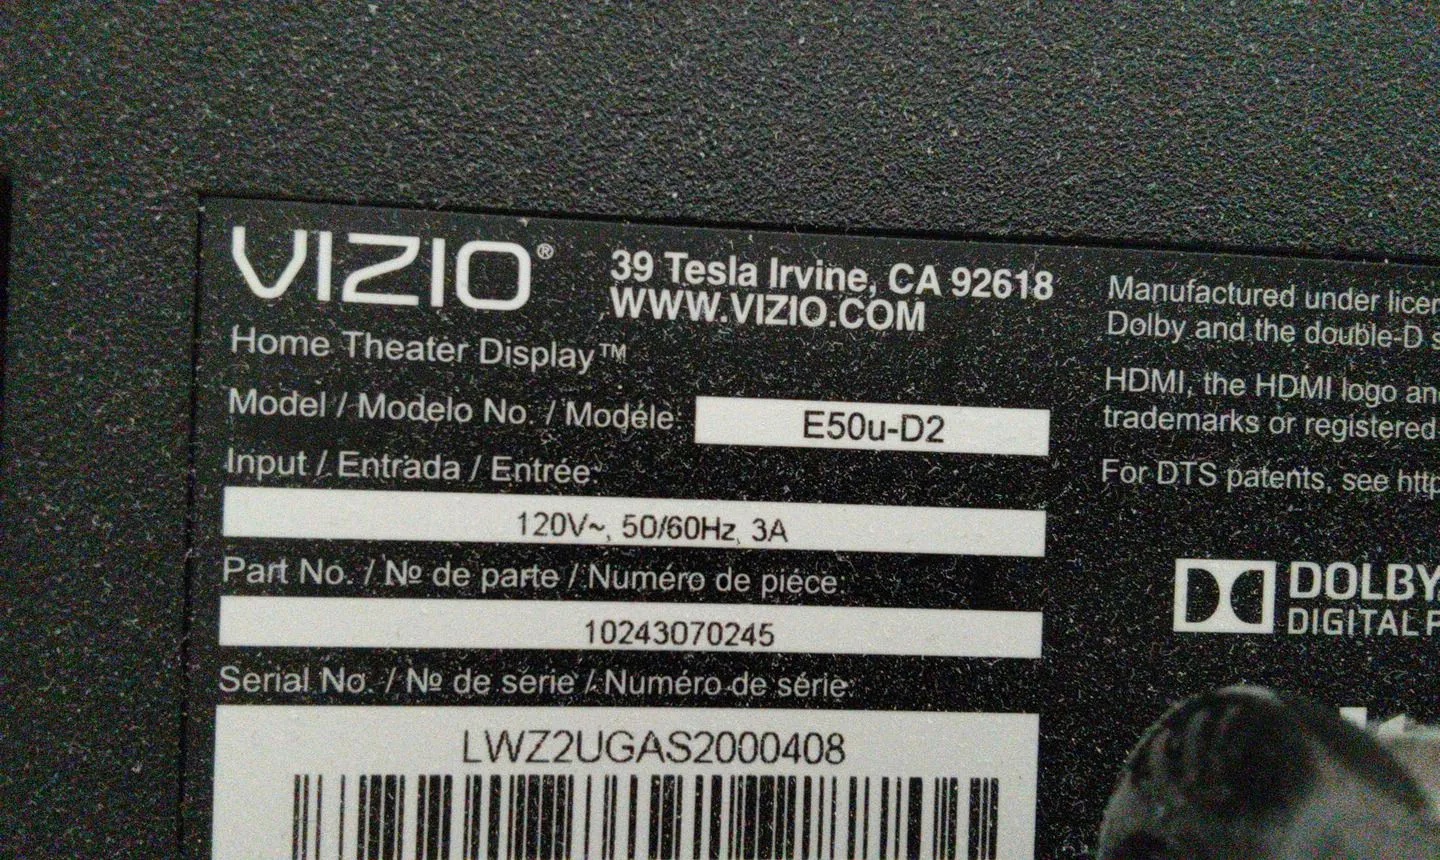 VIZIO®
39 Tesla Irvine, CA 92618
WWW.VIZIO.COM
Home Theater Display™
Model / Modelo No. / Modéle:
E50u-D2
Input / Entrada / Entrée:
120V~, 50/60Hz, 3A
Part No. / № de parte / Numéro de piéce:
10243070245
Serial No. / № de serie / Numéro de série:
LWZ2UGAS2000408
Manufactured under
Dolby and the double-D
HDMI, the HDMI logo
trademarks or registered
For DTS patents, see
DOLBY
DIGITAL